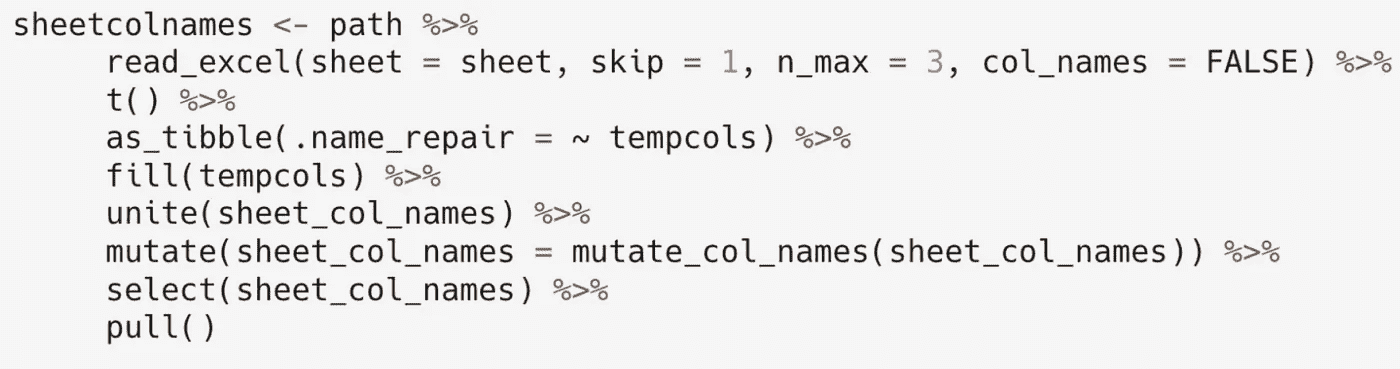 sheetcolnames <- path %>%
read_excel(sheet = sheet, skip = 1, n_max = 3, col_names = FALSE) %>%
t() %>%
as_tibble(.name_repair = ~ tempcols) %>%
fill(tempcols) %>%
unite(sheet_col_names) %>%
mutate(sheet_col_names = mutate_col_names(sheet_col_names)) %>%
select(sheet_col_names) %>%
pull()